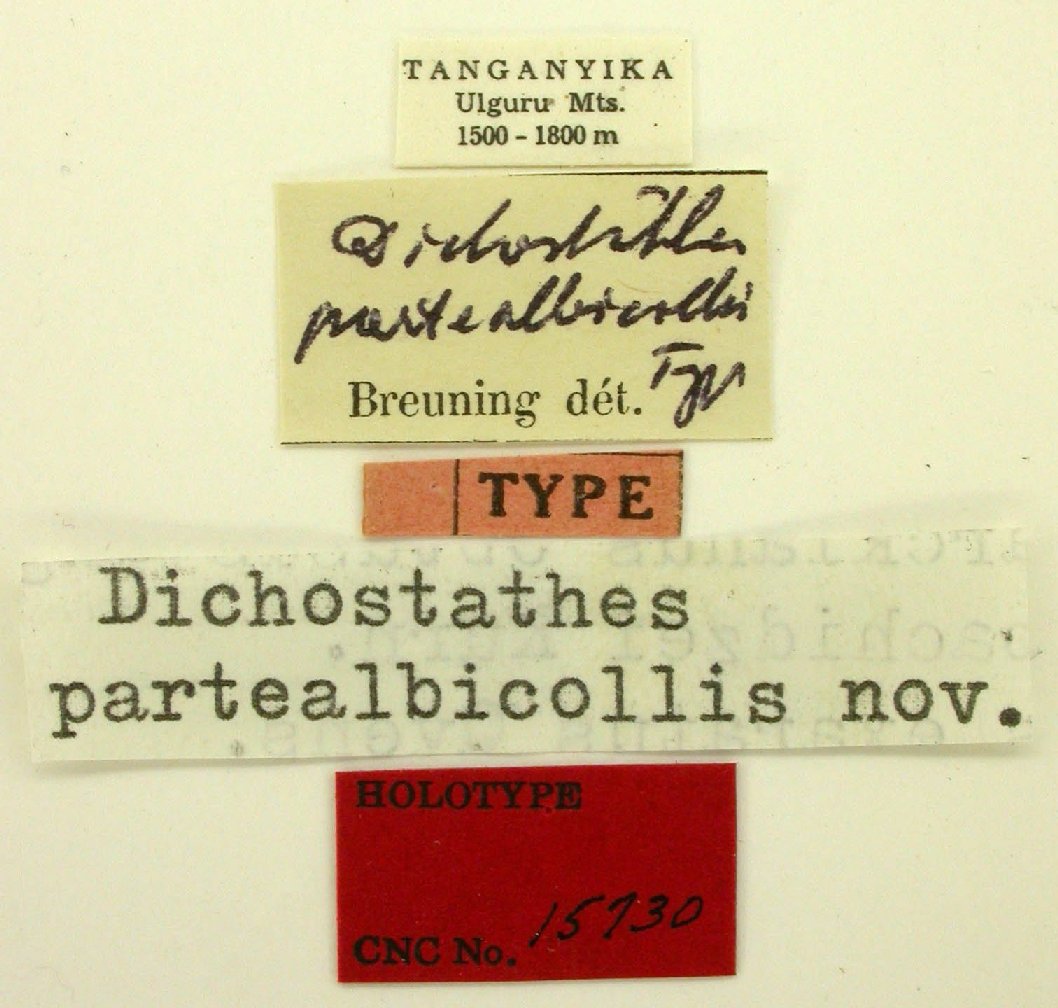 TANGANYIKA
Ulguru Mts.
1500 - 1800 m
Dichostathes
partealbicollis
Breuning dét. Typ
TYPE
Dichostathes
partealbicollis nov.
HOLOTYPE
CNC No. 15730